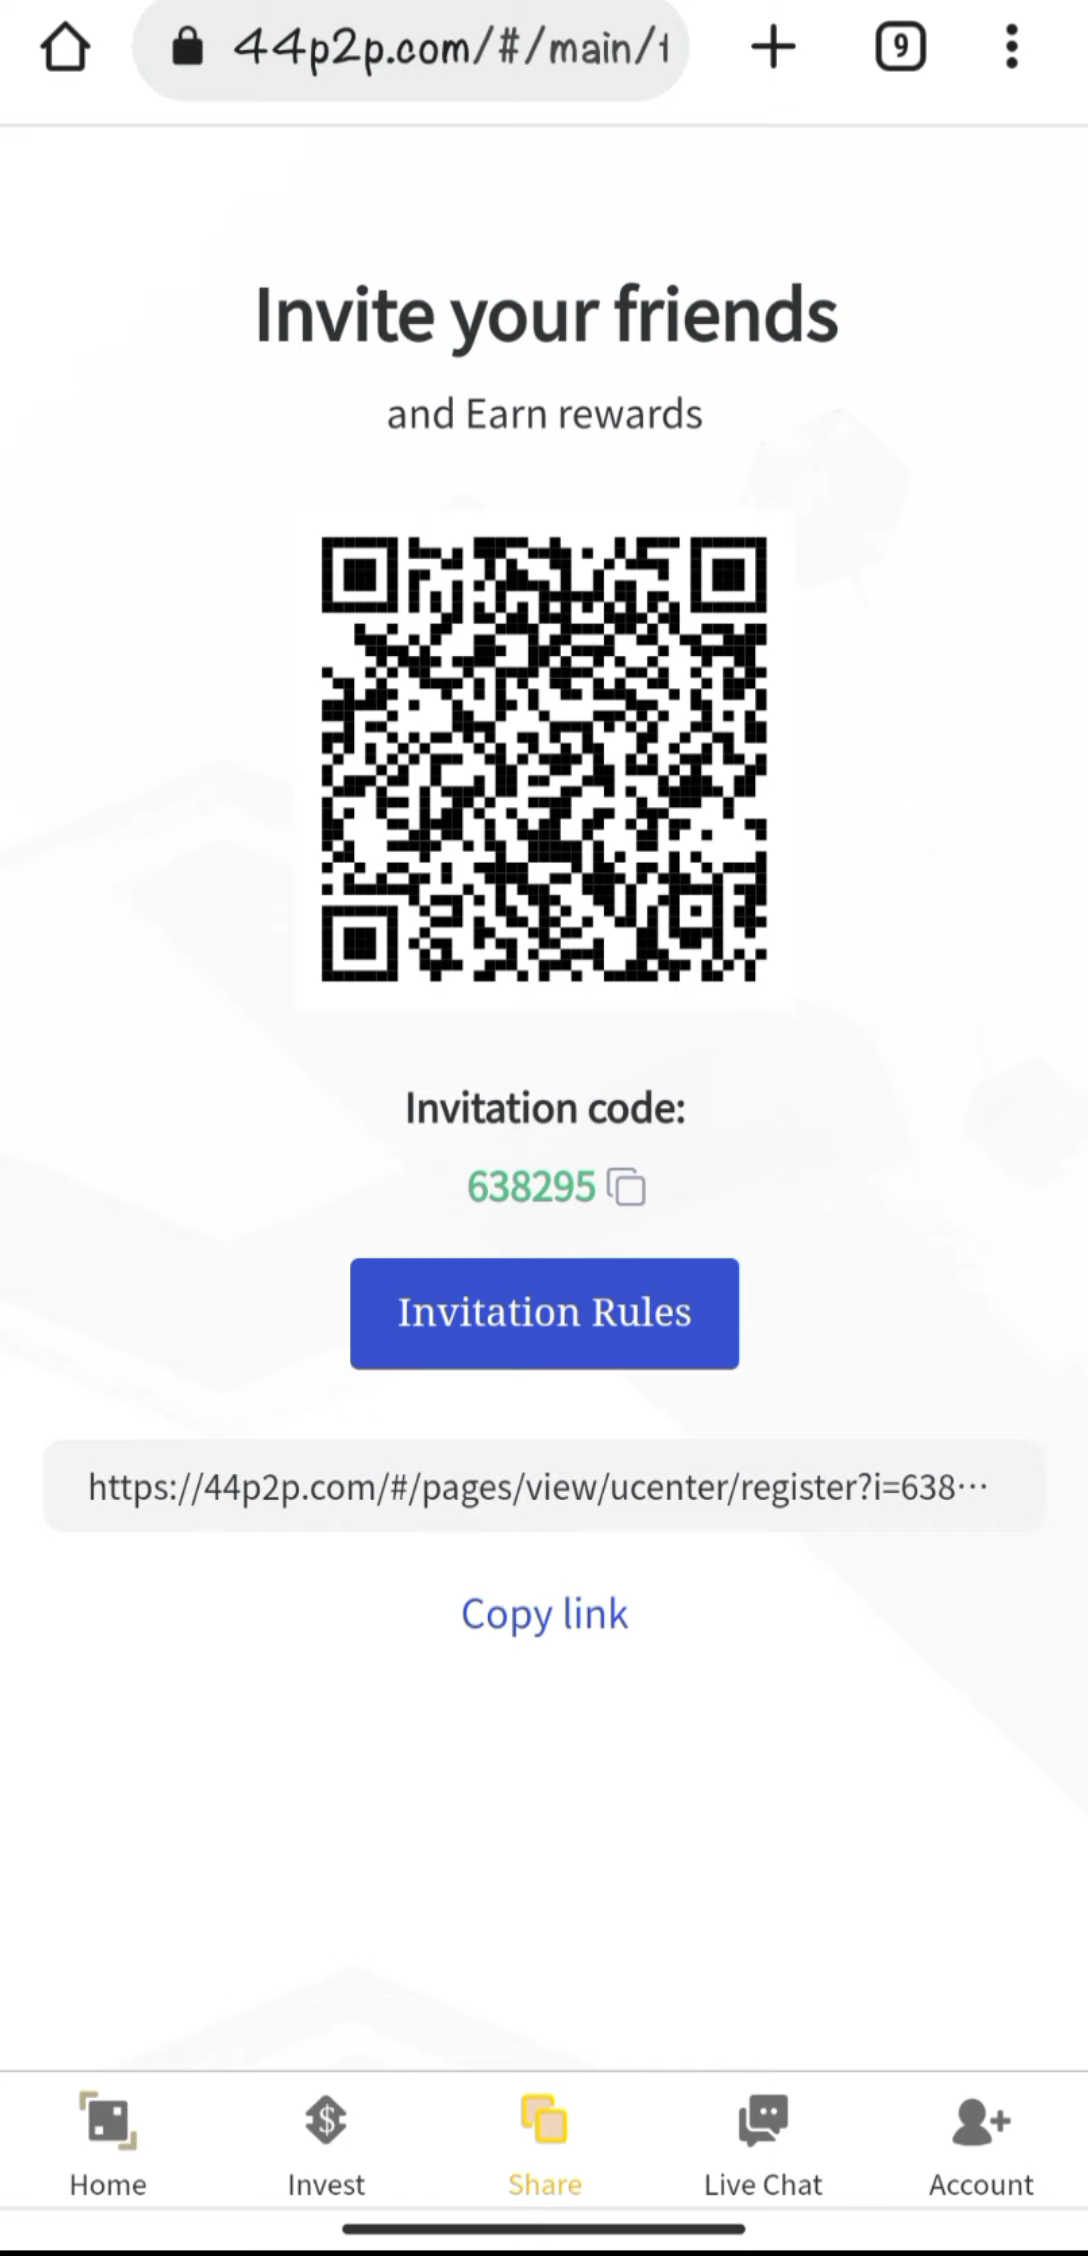 44p2p.com/#/main/1
9
Invite your friends
and Earn rewards
Invitation code:
638295
Invitation Rules
https://44p2p.com/#/pages/view/ucenter/register?i=638···
Copy link
Home Invest Share Live Chat Account